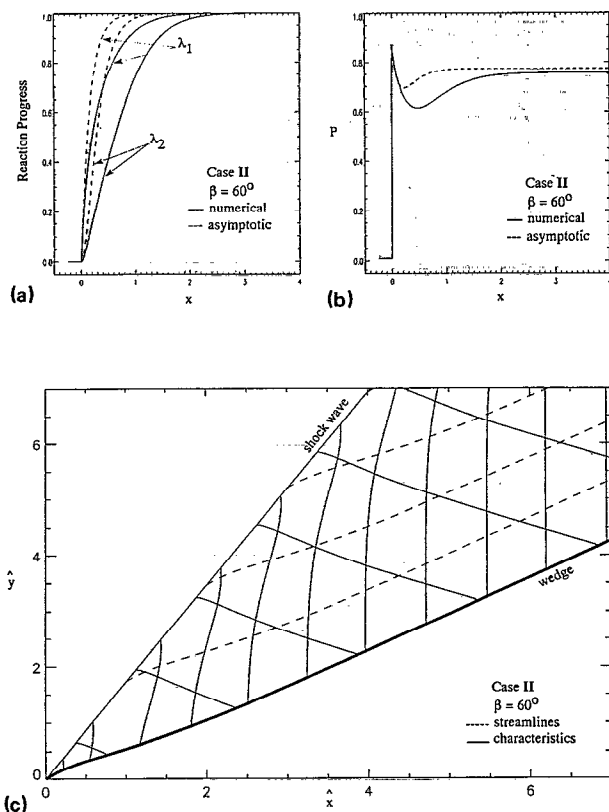 1.0
0.8
0.6
0.4
0.2
0.0
Reaction Progress
λ1
λ2
Case II
β = 60°
numerical
asymptotic
0 1 2 3 4
x
(a)
1.0
0.8
P
0.4
0.2
0.0
Case II
β = 60°
numerical
asymptotic
0 1 2 3 4
x
(b)
6
4
ŷ
2
0
shock wave
wedge
Case II
β = 60°
streamlines
characteristics
0 2 4 6
x̂
(c)